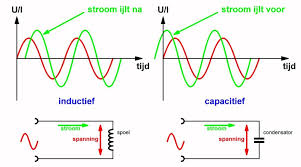 U/I
stroom ijlt na
tijd
inductief
stroom
spanning
spoel
U/I
stroom ijlt voor
tijd
capacitief
stroom
spanning
condensator